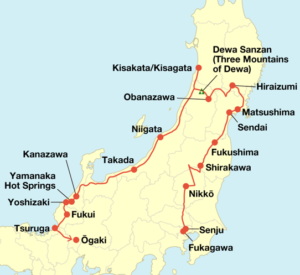 Dewa Sanzan
(Three Mountains
of Dewa)
Kisakata/Kisagata
Hiraizumi
Obanazawa
Matsushima
Sendai
Niigata
Fukushima
Kanazawa
Takada
Shirakawa
Yamanaka
Hot Springs
Nikkō
Yoshizaki
Fukui
Tsuruga
Senju
Ōgaki
Fukagawa